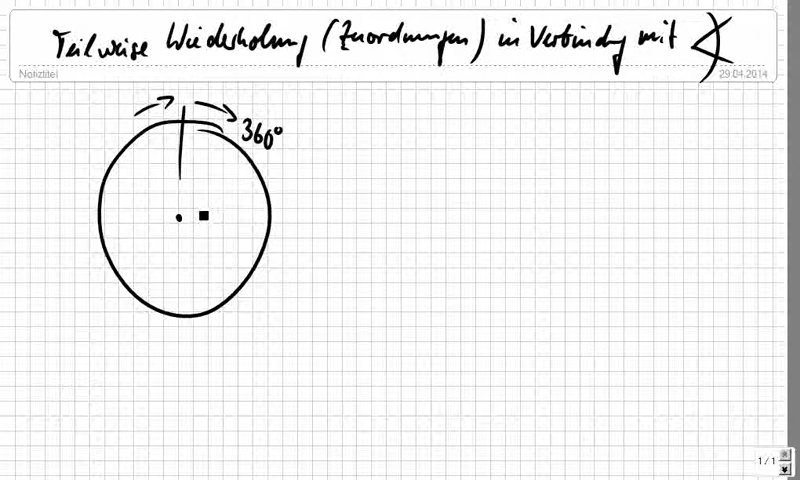 Teilweise Wiederholung (Zuordnungen) in Verbindung mit ∢
Notiztitel
29.04.2014
360°
1/1